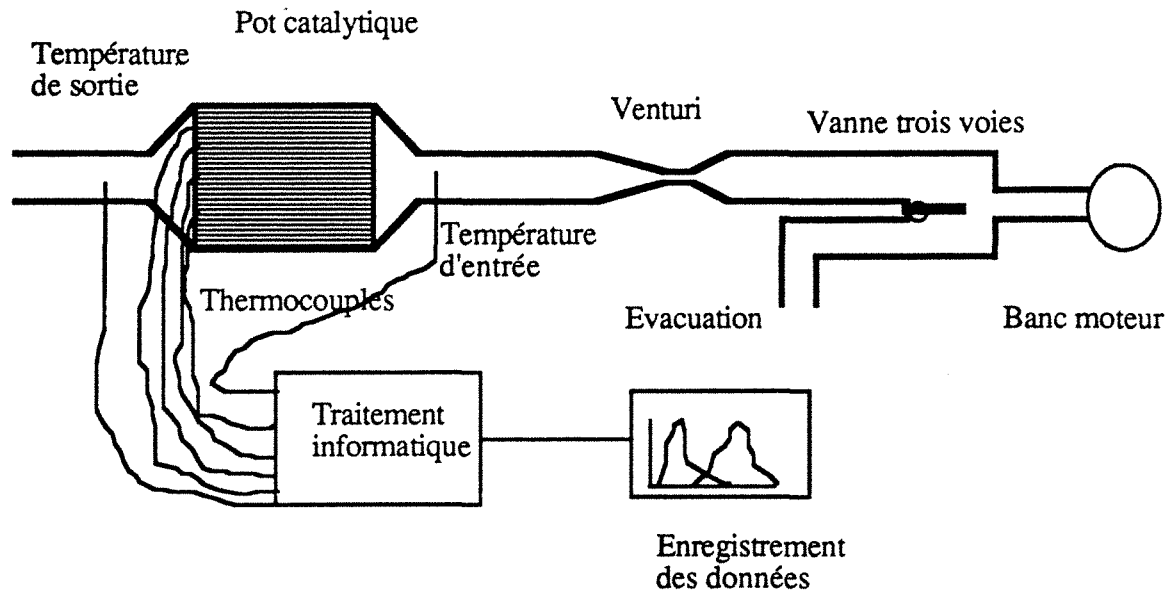 Pot catalytique
Température
de sortie
Venturi
Vanne trois voies
Température
d'entrée
Thermocouples
Evacuation
Banc moteur
Traitement
informatique
Enregistrement
des données